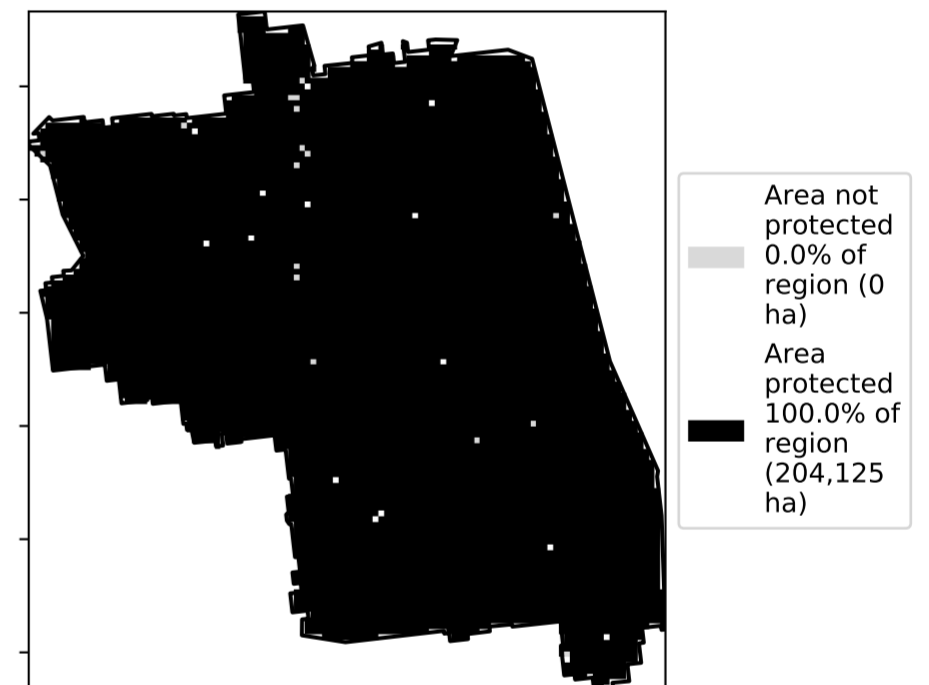 Area not
protected
0.0% of
region (0
ha)
Area
protected
100.0% of
region
(204,125
ha)